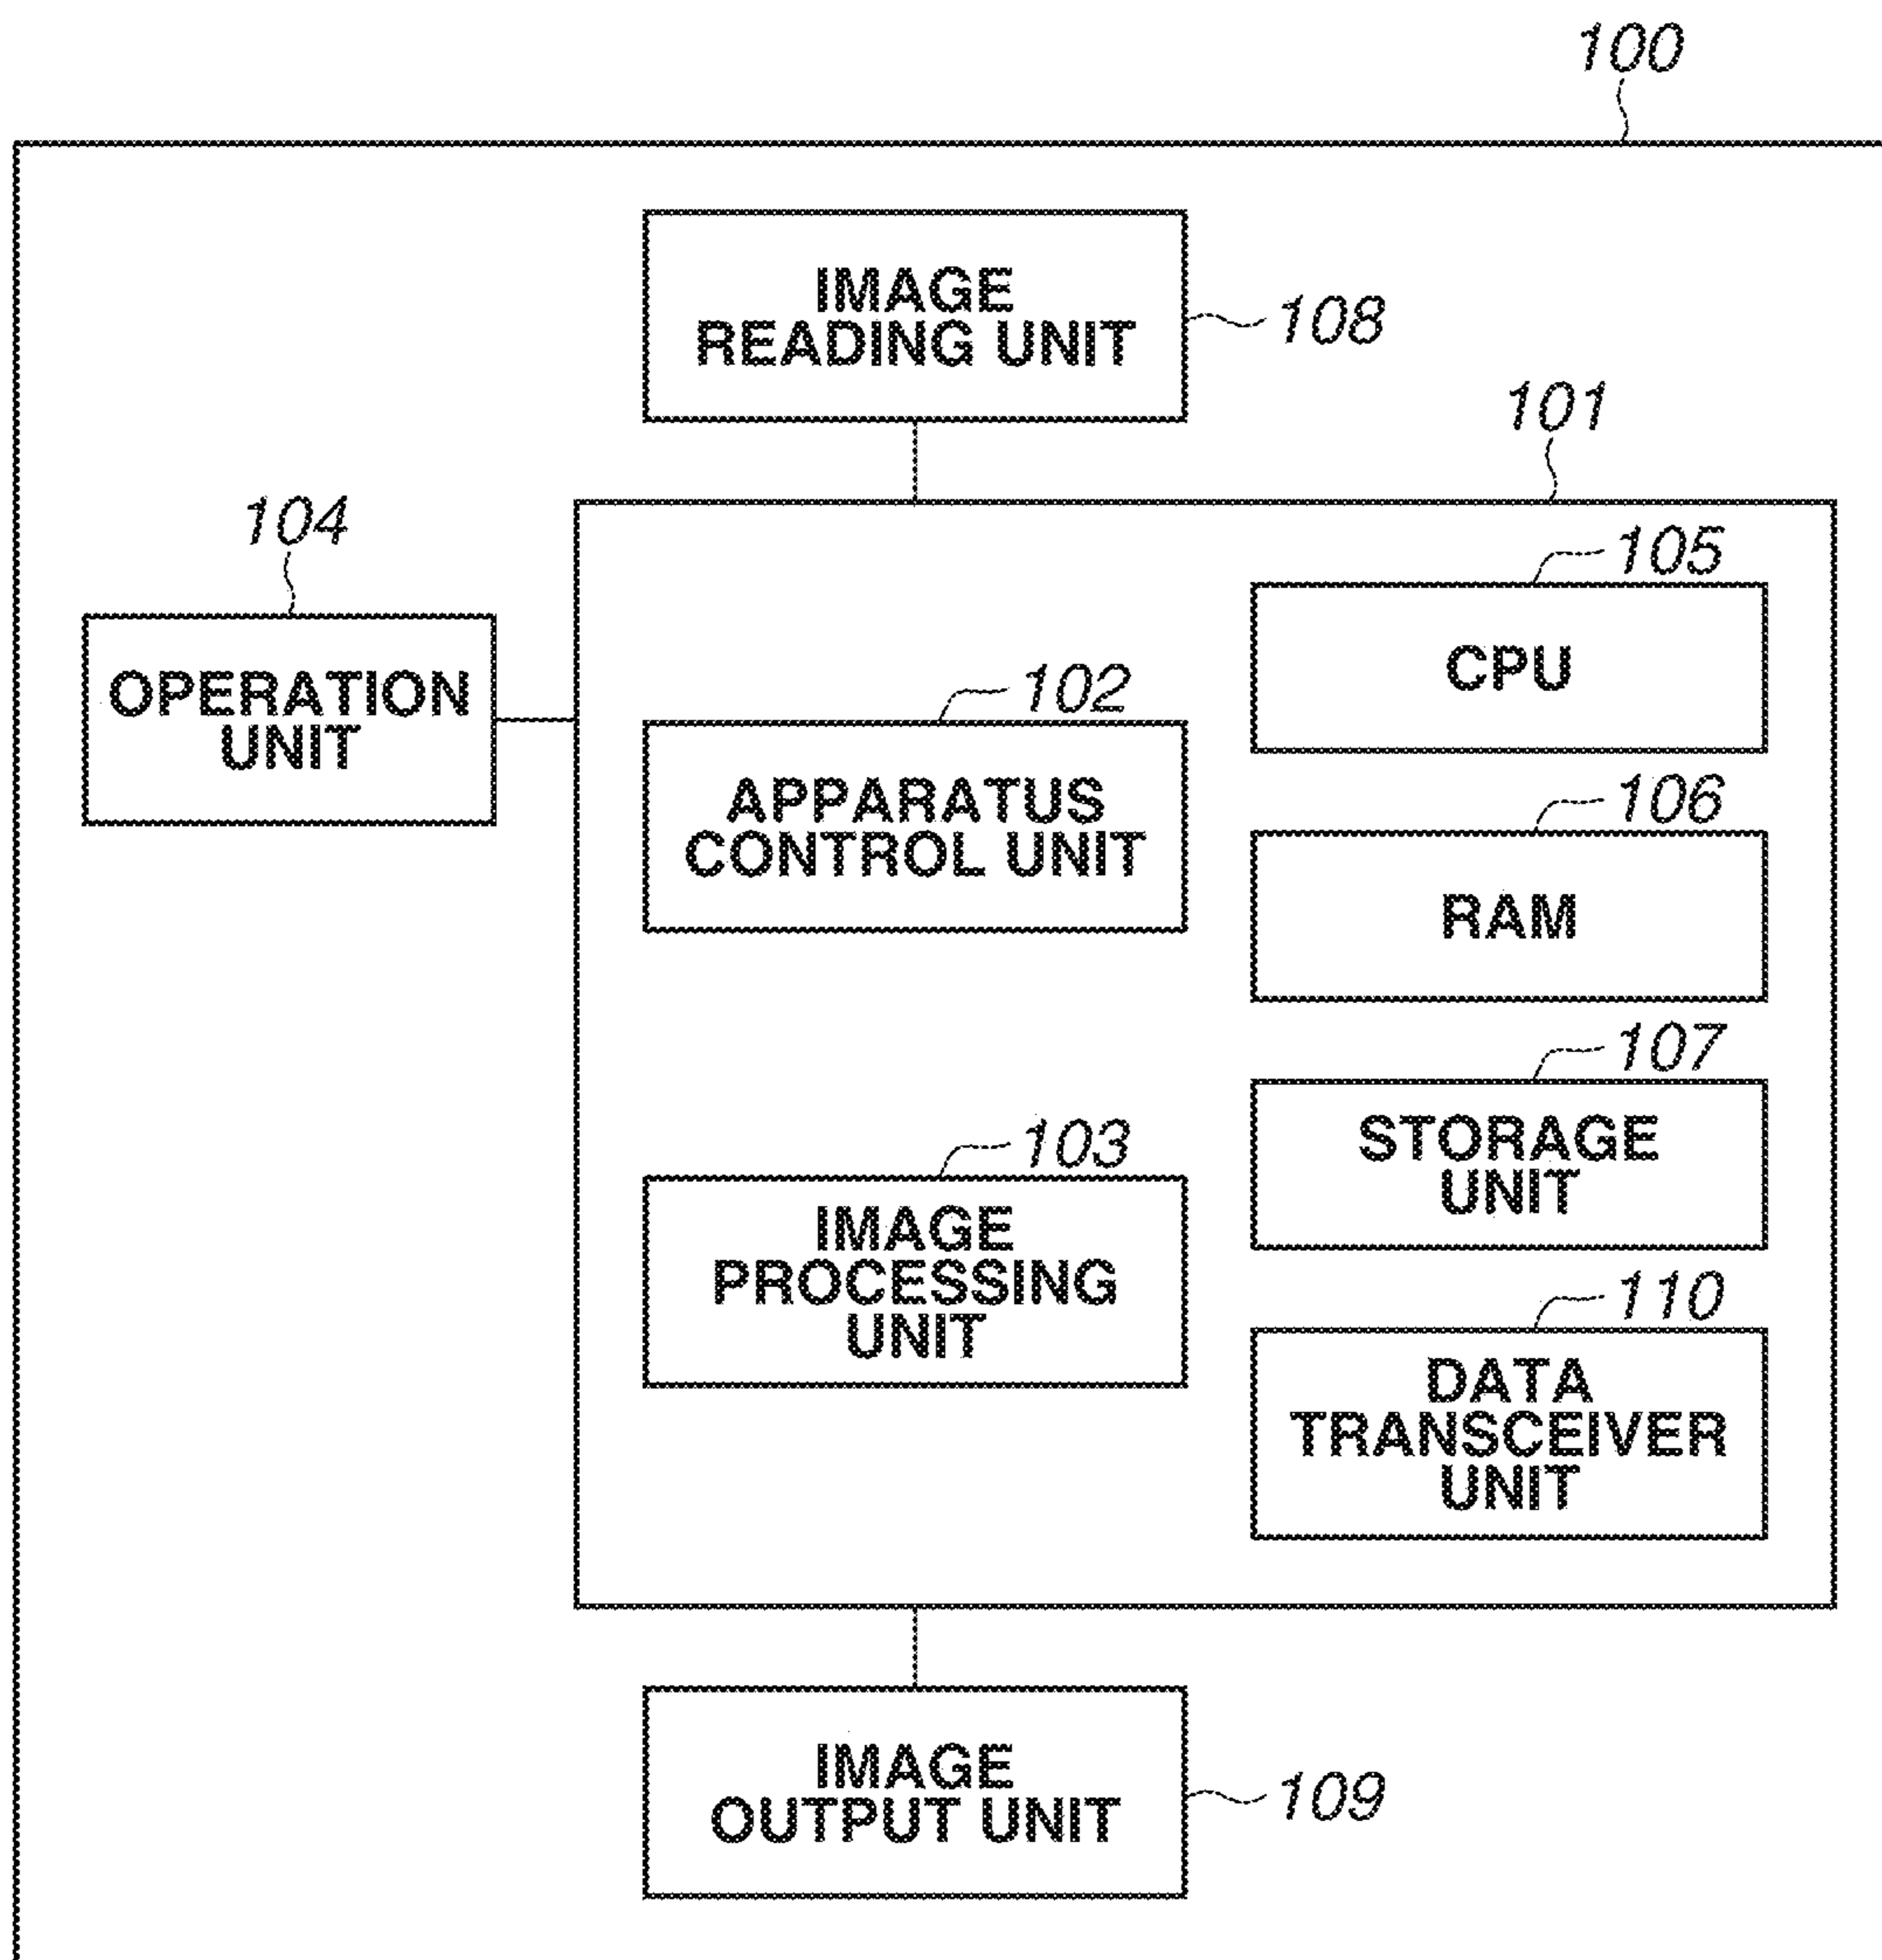 100
IMAGE
READING UNIT
108
101
104
OPERATION
UNIT
105
CPU
102
APPARATUS
CONTROL UNIT
106
RAM
107
STORAGE
UNIT
103
IMAGE
PROCESSING
UNIT
110
DATA
TRANSCEIVER
UNIT
IMAGE
OUTPUT UNIT
109